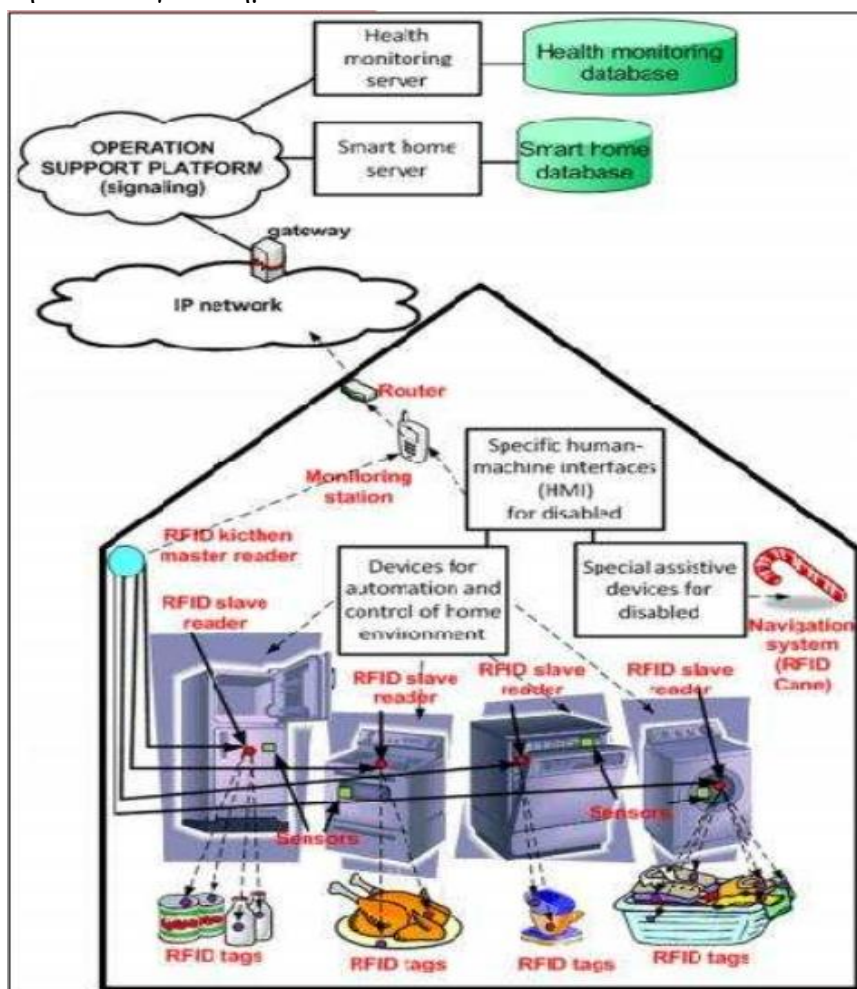 Health
monitoring
server
Health monitoring
database
OPERATION
SUPPORT PLATFORM
(signaling)
Smart home
server
Smart home
database
gateway
IP network
Router
Monitoring
station
Specific human-
machine interfaces
(HMI)
for disabled
RFID kicthen
master reader
Devices for
automation and
control of home
environment
Special assistive
devices for
disabled
Navigation
system
(RFID
Cane)
RFID slave
reader
RFID slave
reader
RFID slave
reader
RFID slave
reader
Sensors
Sensors
RFID tags
RFID tags
RFID tags
RFID tags